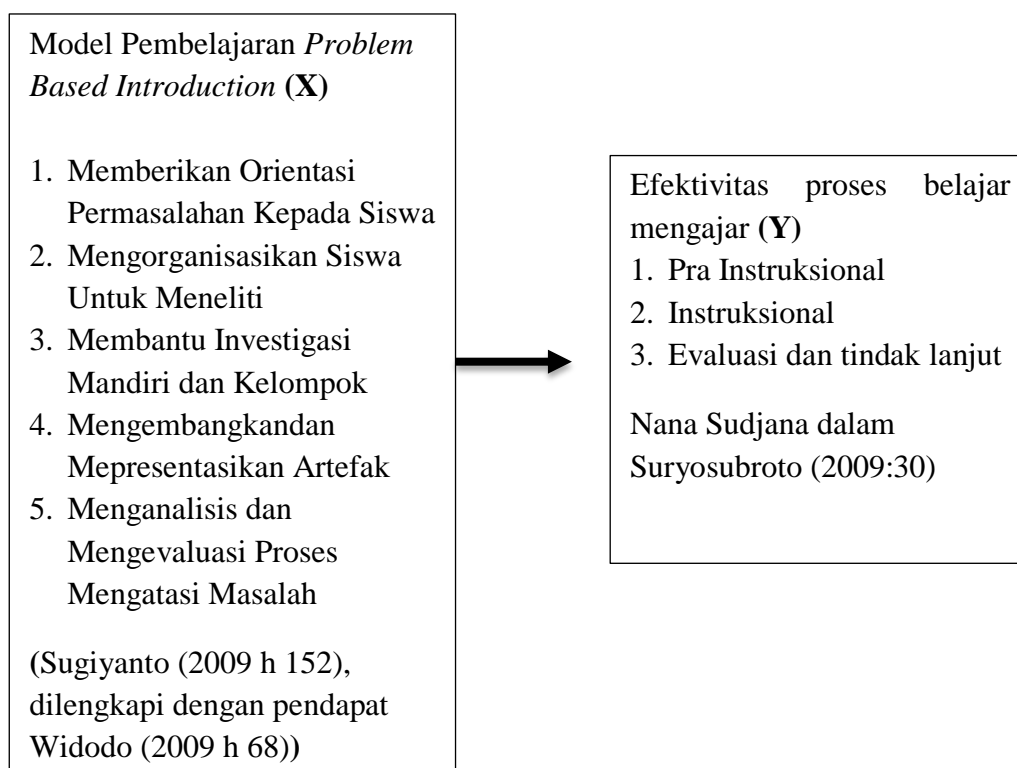 Model Pembelajaran Problem
Based Introduction (X)
1. Memberikan Orientasi
Permasalahan Kepada Siswa
2. Mengorganisasikan Siswa
Untuk Meneliti
3. Membantu Investigasi
Mandiri dan Kelompok
4. Mengembangkandan
Mepresentasikan Artefak
5. Menganalisis dan
Mengevaluasi Proses
Mengatasi Masalah
(Sugiyanto (2009 h 152),
dilengkapi dengan pendapat
Widodo (2009 h 68))
Efektivitas proses belajar
mengajar (Y)
1. Pra Instruksional
2. Instruksional
3. Evaluasi dan tindak lanjut
Nana Sudjana dalam
Suryosubroto (2009:30)